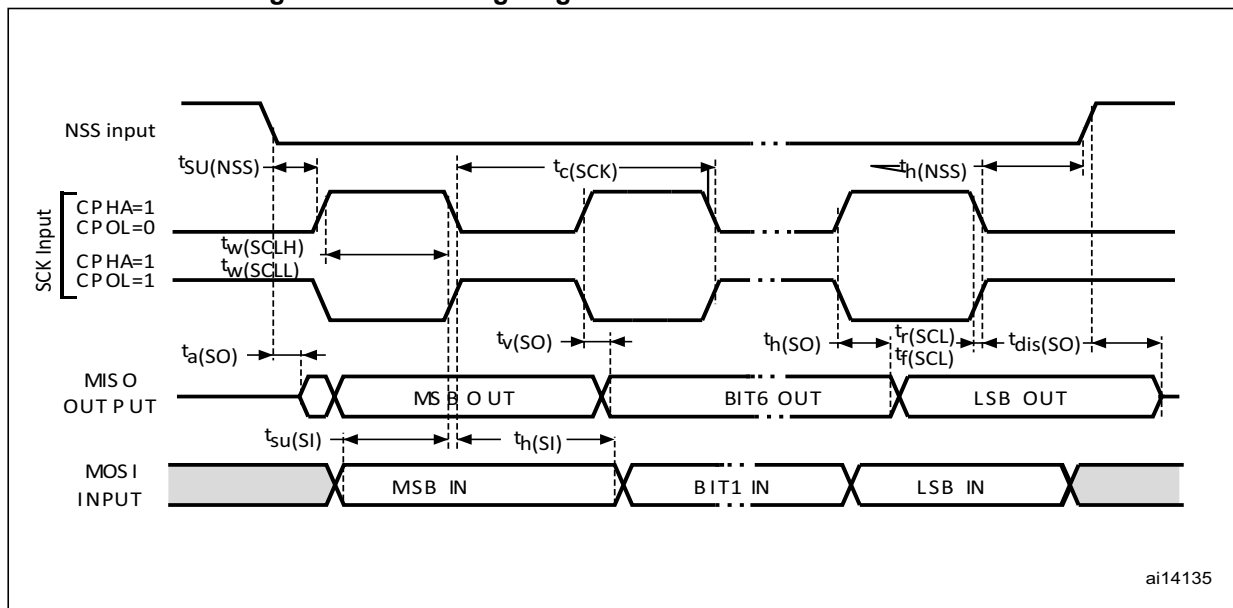 NSS input
tSU(NSS)
tc(SCK)
th(NSS)
SCK Input
CPHA=1
CPOL=0
tw(SCLH)
tw(SCLL)
CPHA=1
CPOL=1
ta(SO)
tv(SO)
th(SO)
tr(SCL)
tf(SCL)
tdis(SO)
MISO
OUTPUT
MSB OUT
BIT6 OUT
LSB OUT
tsu(SI)
th(SI)
MOSI
INPUT
MSB IN
BIT1 IN
LSB IN
ai14135